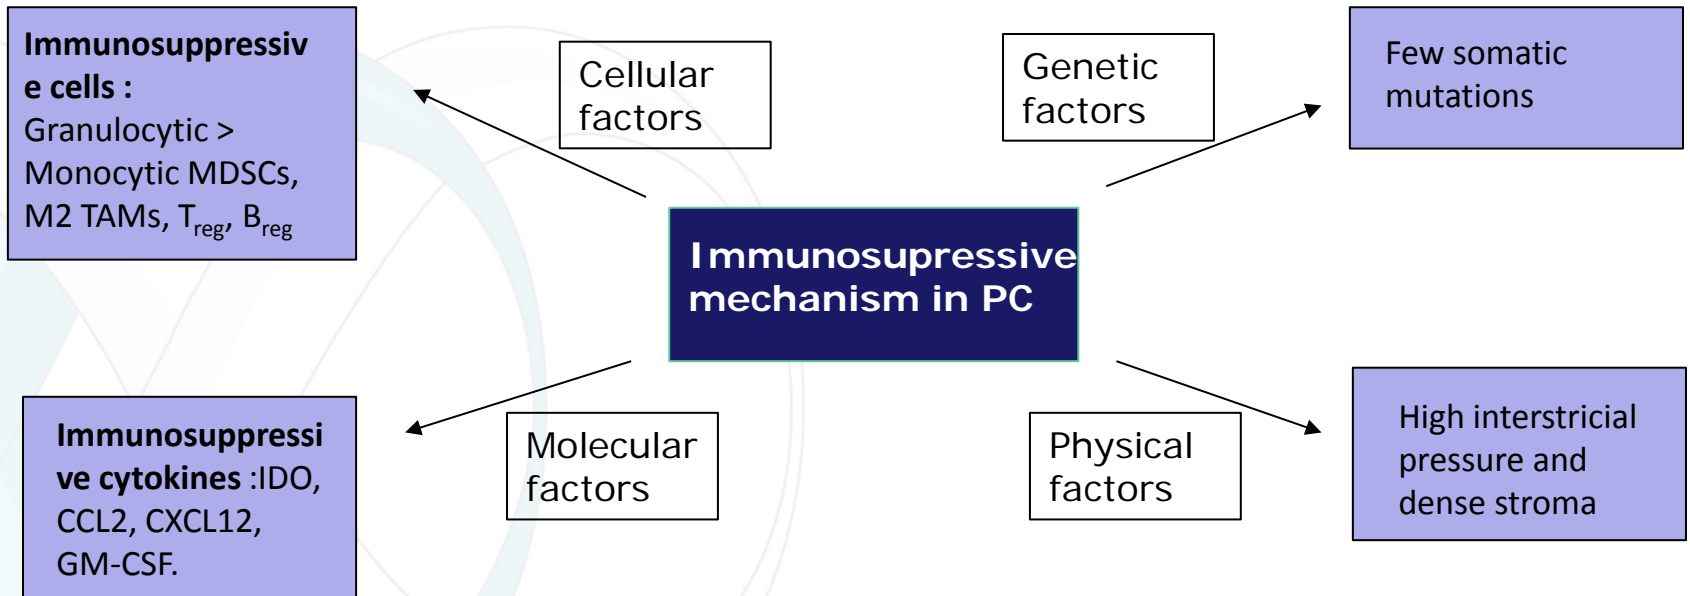 Immunosuppressiv
e cells :
Granulocytic >
Monocytic MDSCs,
M2 TAMs, Treg, Breg
Cellular
factors
Genetic
factors
Few somatic
mutations
Immunosupressive
mechanism in PC
Immunosuppressi
ve cytokines :IDO,
CCL2, CXCL12,
GM-CSF.
Molecular
factors
Physical
factors
High interstricial
pressure and
dense stroma